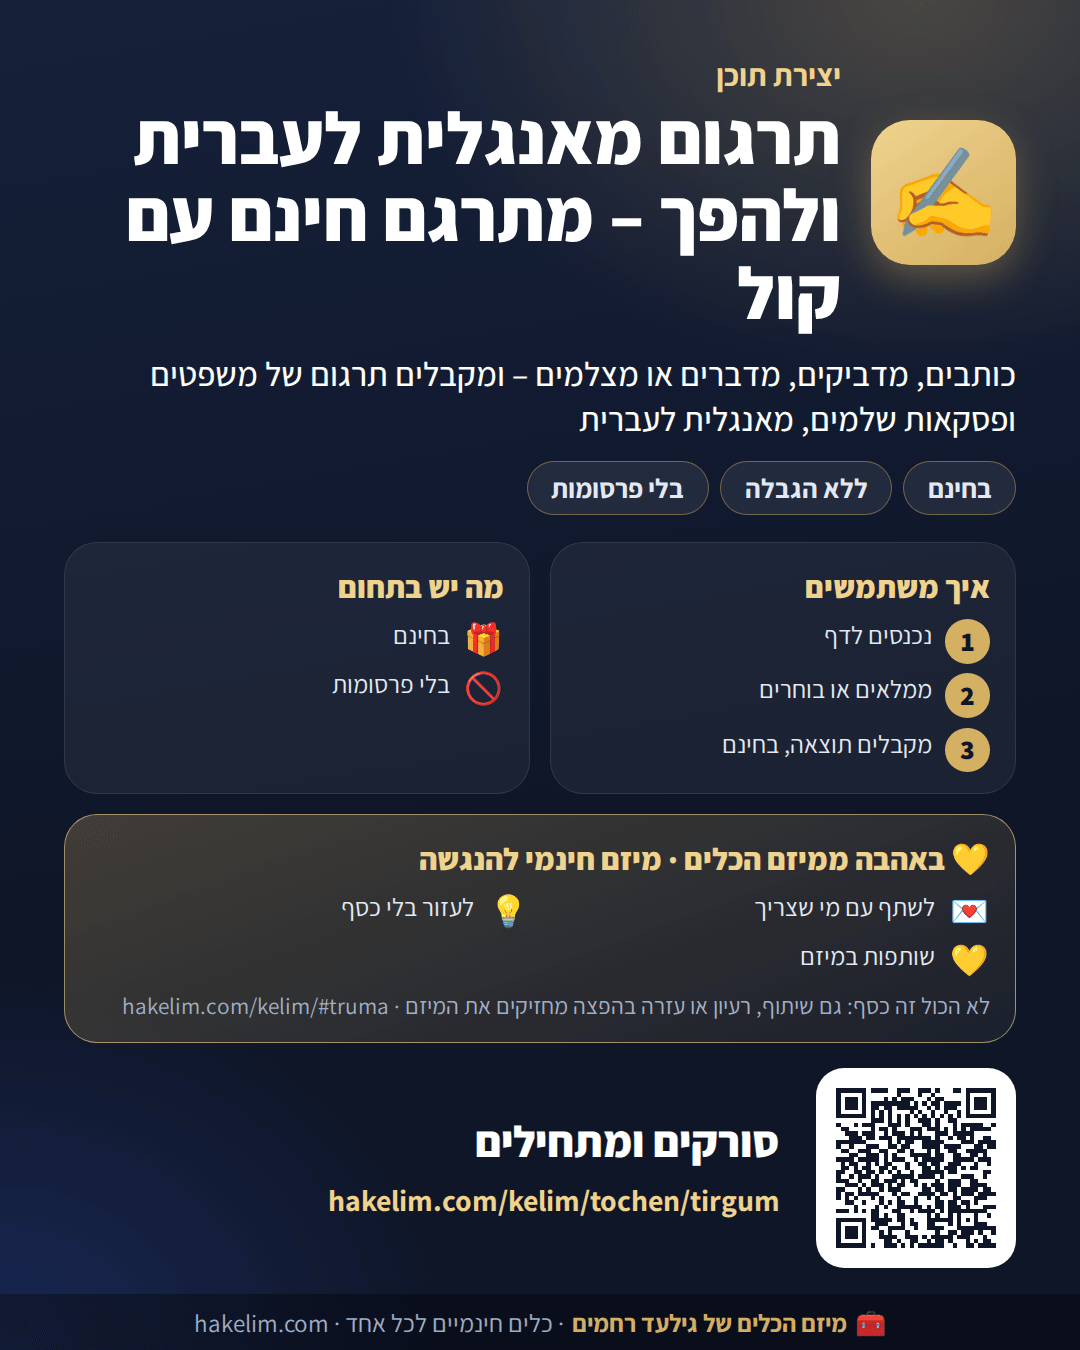 יצירת תוכן
תרגום מאנגלית לעברית
ולהפך – מתרגם חינם עם
קול
כותבים, מדביקים, מדברים או מצלמים – ומקבלים תרגום של משפטים
ופסקאות שלמים, מאנגלית לעברית
בחינם
ללא הגבלה
בלי פרסומות
איך משתמשים
1 נכנסים לדף
2 ממלאים או בוחרים
3 מקבלים תוצאה, בחינם
מה יש בתחום
בחינם
בלי פרסומות
באהבה ממיזם הכלים · מיזם חינמי להנגשה
לשתף עם מי שצריך
לעזור בלי כסף
שותפות במיזם
לא הכול זה כסף: גם שיתוף, רעיון או עזרה בהפצה מחזיקים את המיזם · hakelim.com/kelim/#truma
סורקים ומתחילים
hakelim.com/kelim/tochen/tirgum
מיזם הכלים של גילעד רחמים · כלים חינמיים לכל אחד · hakelim.com